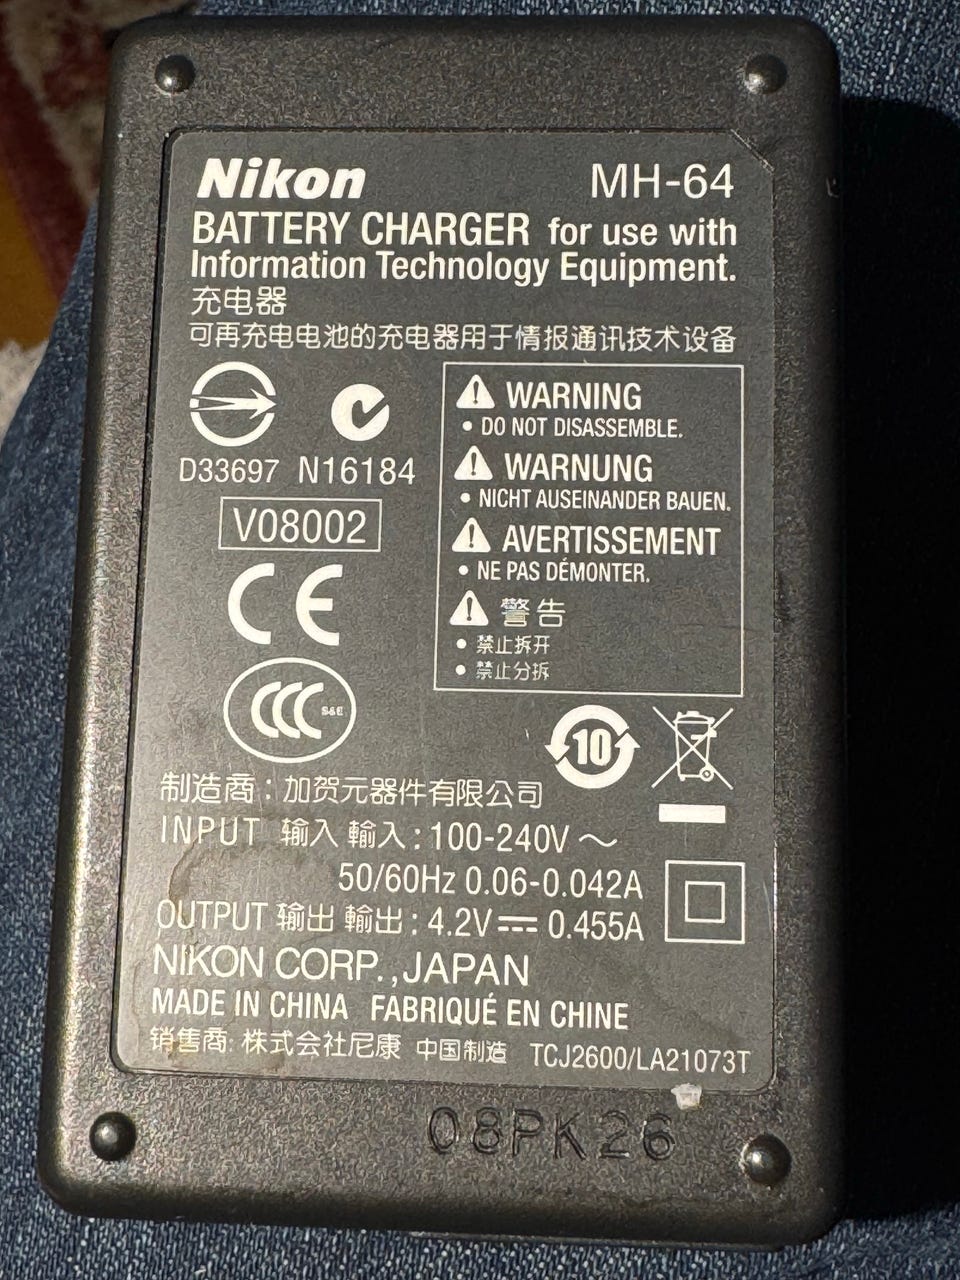 Nikon MH-64
BATTERY CHARGER for use with
Information Technology Equipment.
充电器
可再充电电池的充电器用于情报通讯技术设备
D33697 N16184
V08002
CE
CCC S&E
⚠ WARNING
• DO NOT DISASSEMBLE.
⚠ WARNUNG
• NICHT AUSEINANDER BAUEN.
⚠ AVERTISSEMENT
• NE PAS DÉMONTER.
⚠ 警告
• 禁止拆开
• 禁止分拆
10
制造商：加贺元器件有限公司
INPUT 输入 輸入 : 100-240V ～
50/60Hz 0.06-0.042A
OUTPUT 输出 輸出 : 4.2V⎓ 0.455A
NIKON CORP.,JAPAN
MADE IN CHINA FABRIQUÉ EN CHINE
销售商: 株式会社尼康 中国制造 TCJ2600/LA21073T
08PK26